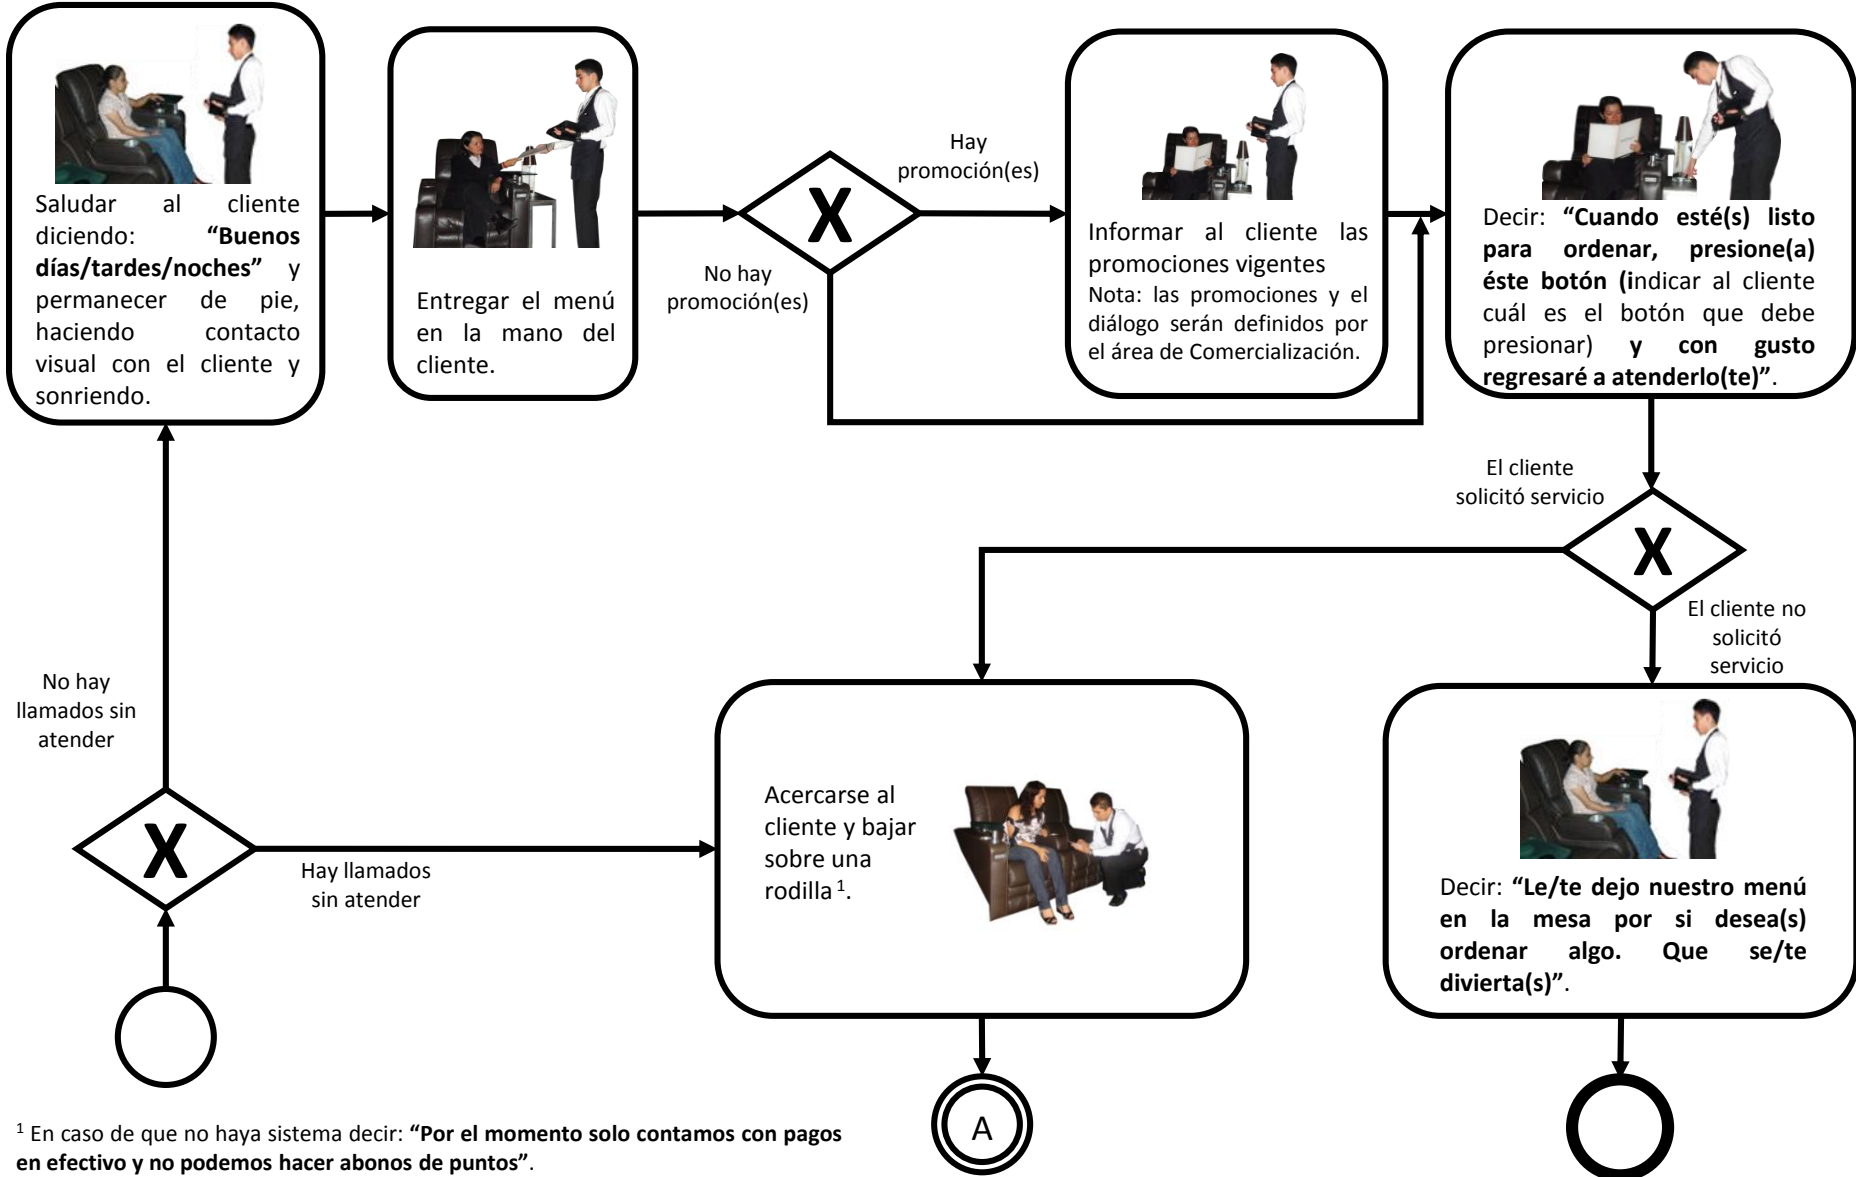 Saludar al cliente
diciendo: “Buenos
días/tardes/noches” y
permanecer de pie,
haciendo contacto
visual con el cliente y
sonriendo.
Entregar el menú
en la mano del
cliente.
X
Hay
promoción(es)
No hay
promoción(es)
Informar al cliente las
promociones vigentes
Nota: las promociones y el
diálogo serán definidos por
el área de Comercialización.
Decir: “Cuando esté(s) listo
para ordenar, presione(a)
éste botón (indicar al cliente
cuál es el botón que debe
presionar) y con gusto
regresaré a atenderlo(te)”.
El cliente
solicitó servicio
X
El cliente no
solicitó
servicio
No hay
llamados sin
atender
X
Hay llamados
sin atender
Acercarse al
cliente y bajar
sobre una
rodilla ¹.
Decir: “Le/te dejo nuestro menú
en la mesa por si desea(s)
ordenar algo. Que se/te
divierta(s)”.
A
¹ En caso de que no haya sistema decir: “Por el momento solo contamos con pagos
en efectivo y no podemos hacer abonos de puntos”.